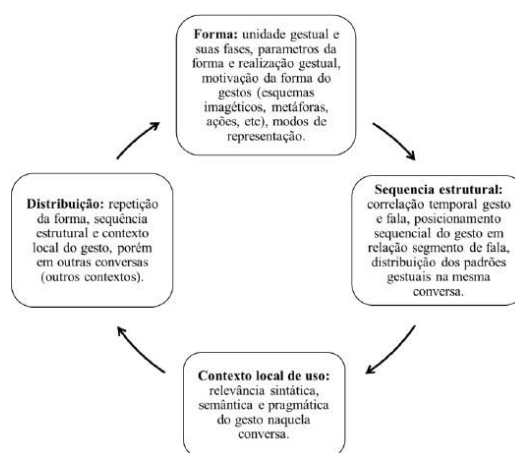 Forma: unidade gestual e
suas fases, parametros da
forma e realização gestual,
motivação da forma do
gestos (esquemas
imagéticos, metáforas,
ações, etc), modos de
representação.
Sequencia estrutural:
correlação temporal gesto
e fala, posicionamento
sequencial do gesto em
relação segmento de fala,
distribuição dos padrões
gestuais na mesma
conversa.
Contexto local de uso:
relevância sintática,
semântica e pragmática
do gesto naquela
conversa.
Distribuição: repetição
da forma, sequência
estrutural e contexto
local do gesto, porém
em outras conversas
(outros contextos).